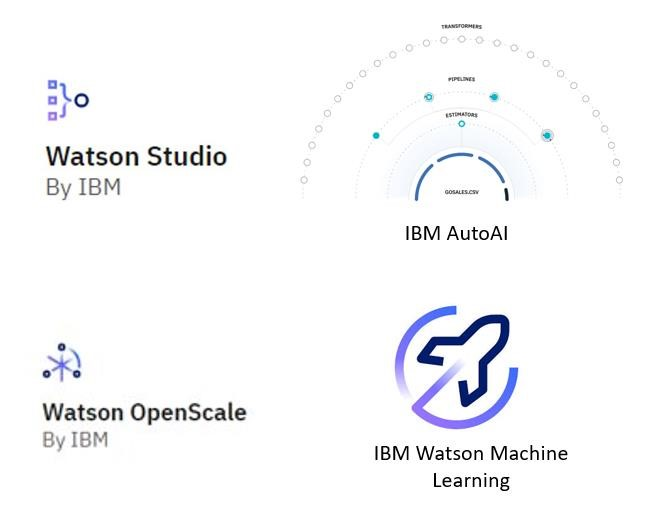 Watson Studio
By IBM
TRANSFORMERS
PIPELINES
ESTIMATORS
GOSALES.CSV
IBM AutoAI
Watson OpenScale
By IBM
IBM Watson Machine
Learning